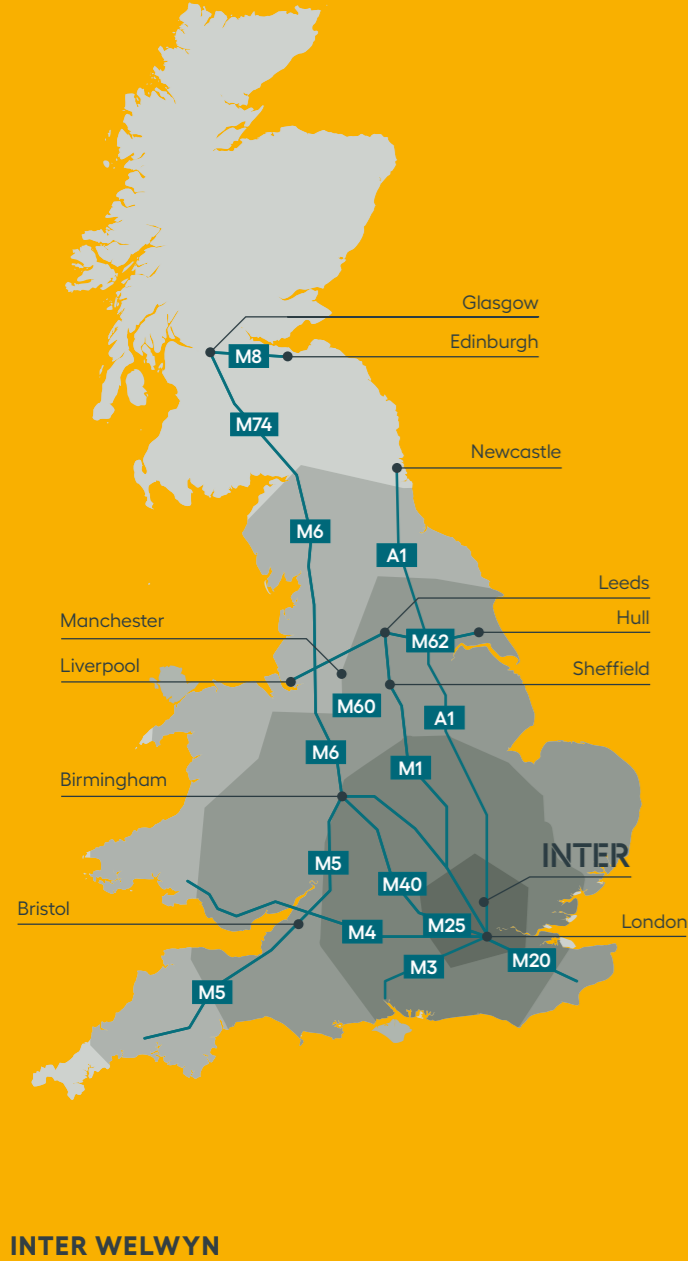 Glasgow
M8
Edinburgh
M74
Newcastle
M6
A1
Leeds
Manchester
Hull
M62
Liverpool
Sheffield
M60
A1
M6
M1
Birmingham
INTER
M5
M40
Bristol
London
M25
M4
M20
M3
M5
INTER WELWYN